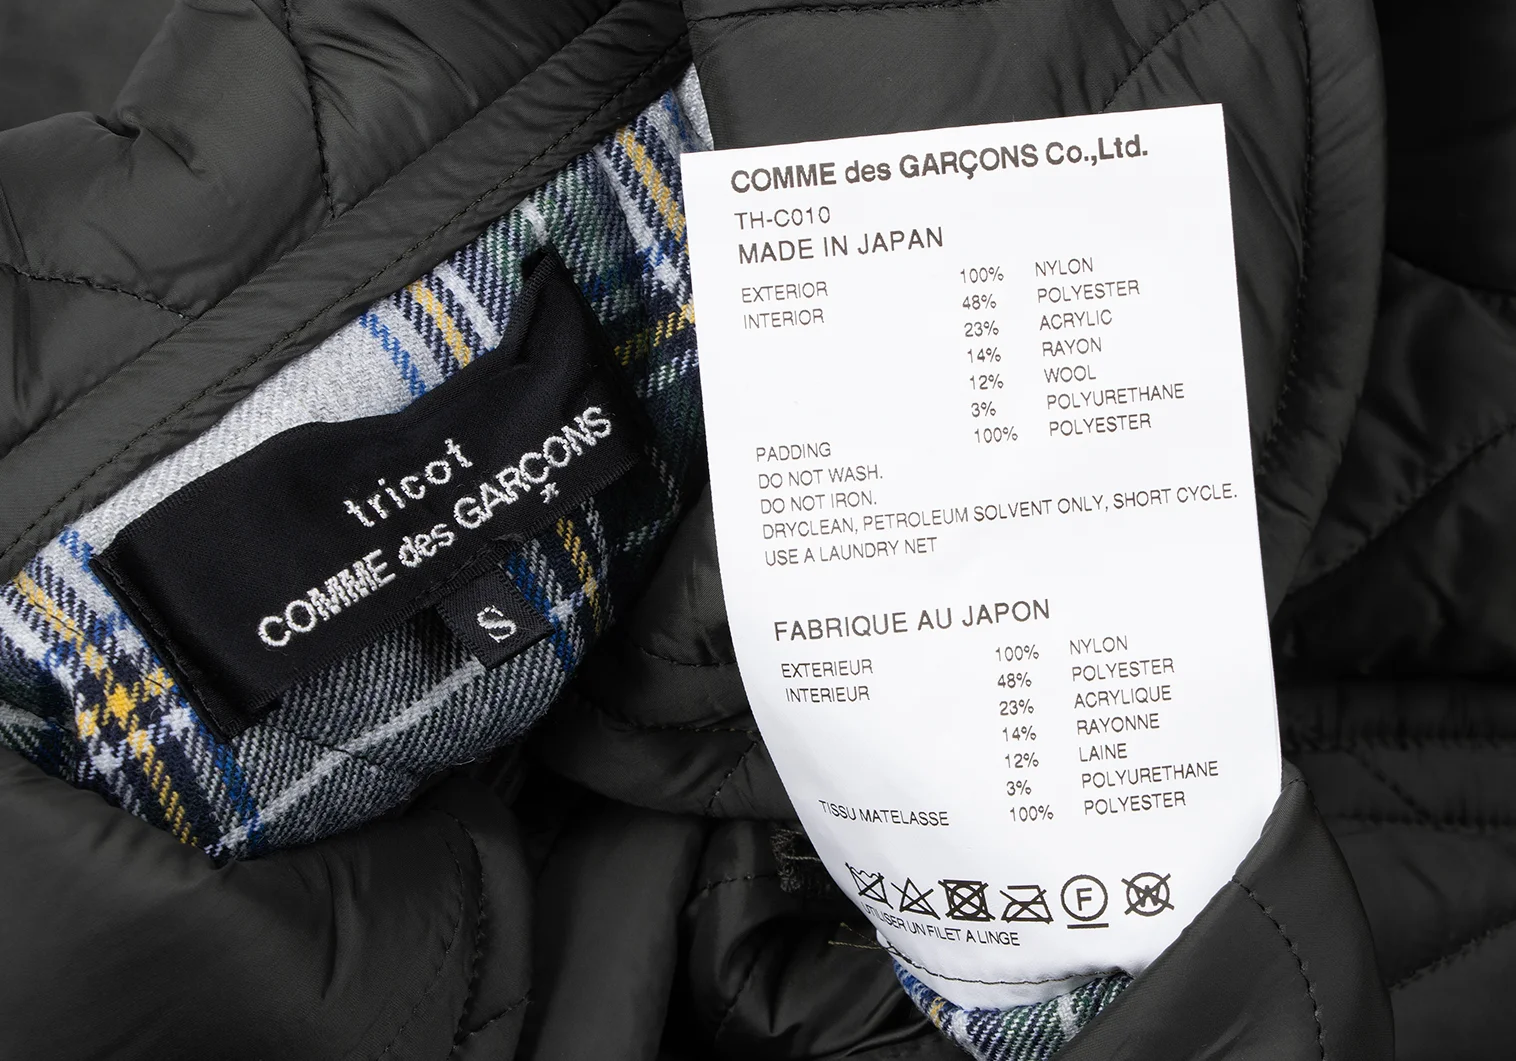 tricot
COMME des GARÇONS
S
COMME des GARÇONS Co.,Ltd.
TH-C010
MADE IN JAPAN
EXTERIOR 100% NYLON
INTERIOR 48% POLYESTER
23% ACRYLIC
14% RAYON
12% WOOL
3% POLYURETHANE
PADDING 100% POLYESTER
DO NOT WASH.
DO NOT IRON.
DRYCLEAN, PETROLEUM SOLVENT ONLY, SHORT CYCLE.
USE A LAUNDRY NET
FABRIQUE AU JAPON
EXTERIEUR 100% NYLON
INTERIEUR 48% POLYESTER
23% ACRYLIQUE
14% RAYONNE
12% LAINE
3% POLYURETHANE
TISSU MATELASSE 100% POLYESTER
F W
UTILISER UN FILET A LINGE